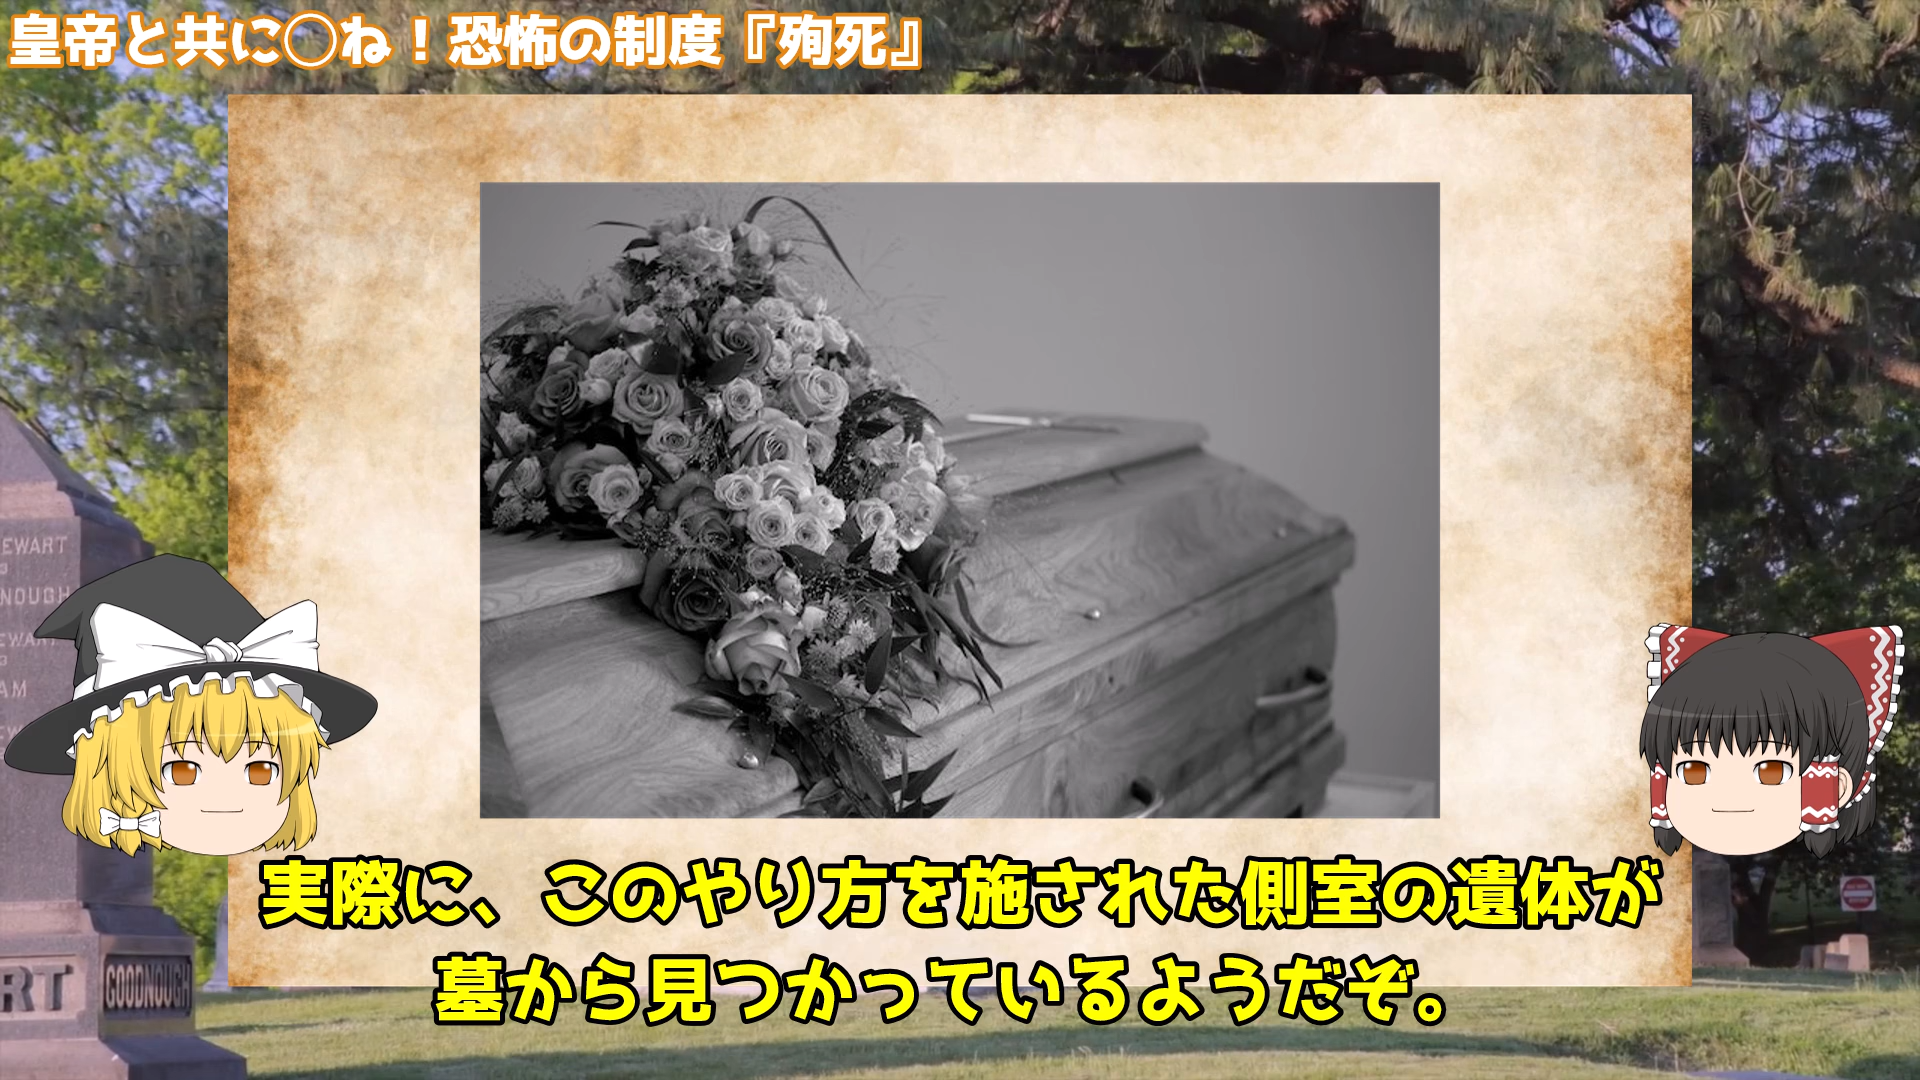 皇帝と共に◯ね！恐怖の制度『殉死』
EWART
NOUGH
EWART
AM
RT
GOODNOUGH
実際に、このやり方を施された側室の遺体が
墓から見つかっているようだぞ。